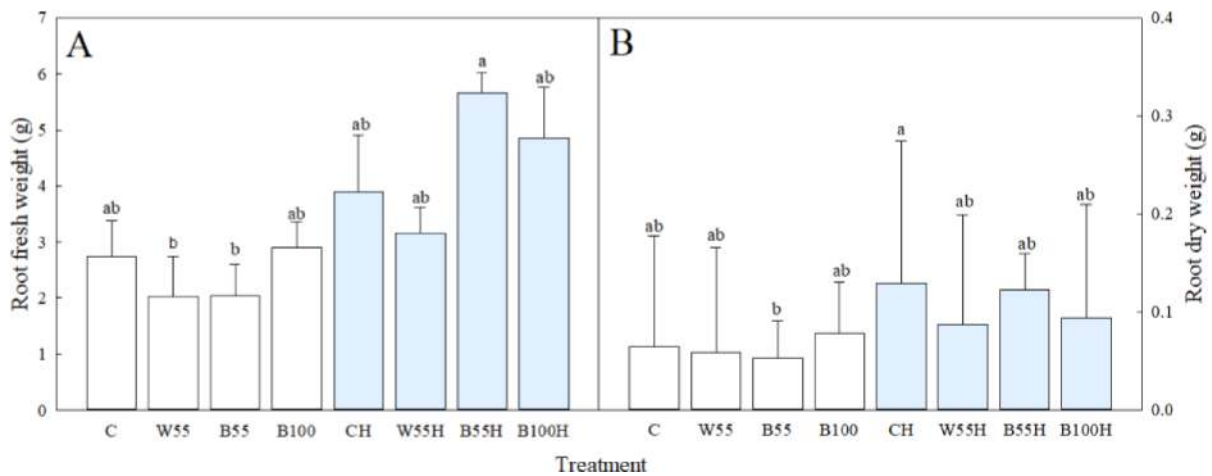 A
B
Root fresh weight (g)
7
6
5
4
3
2
1
0
ab
b
b
ab
ab
ab
a
ab
C W55 B55 B100 CH W55H B55H B100H
ab
ab
b
ab
a
ab
ab
ab
C W55 B55 B100 CH W55H B55H B100H
0.4
0.3
0.2
0.1
0.0
Root dry weight (g)
Treatment